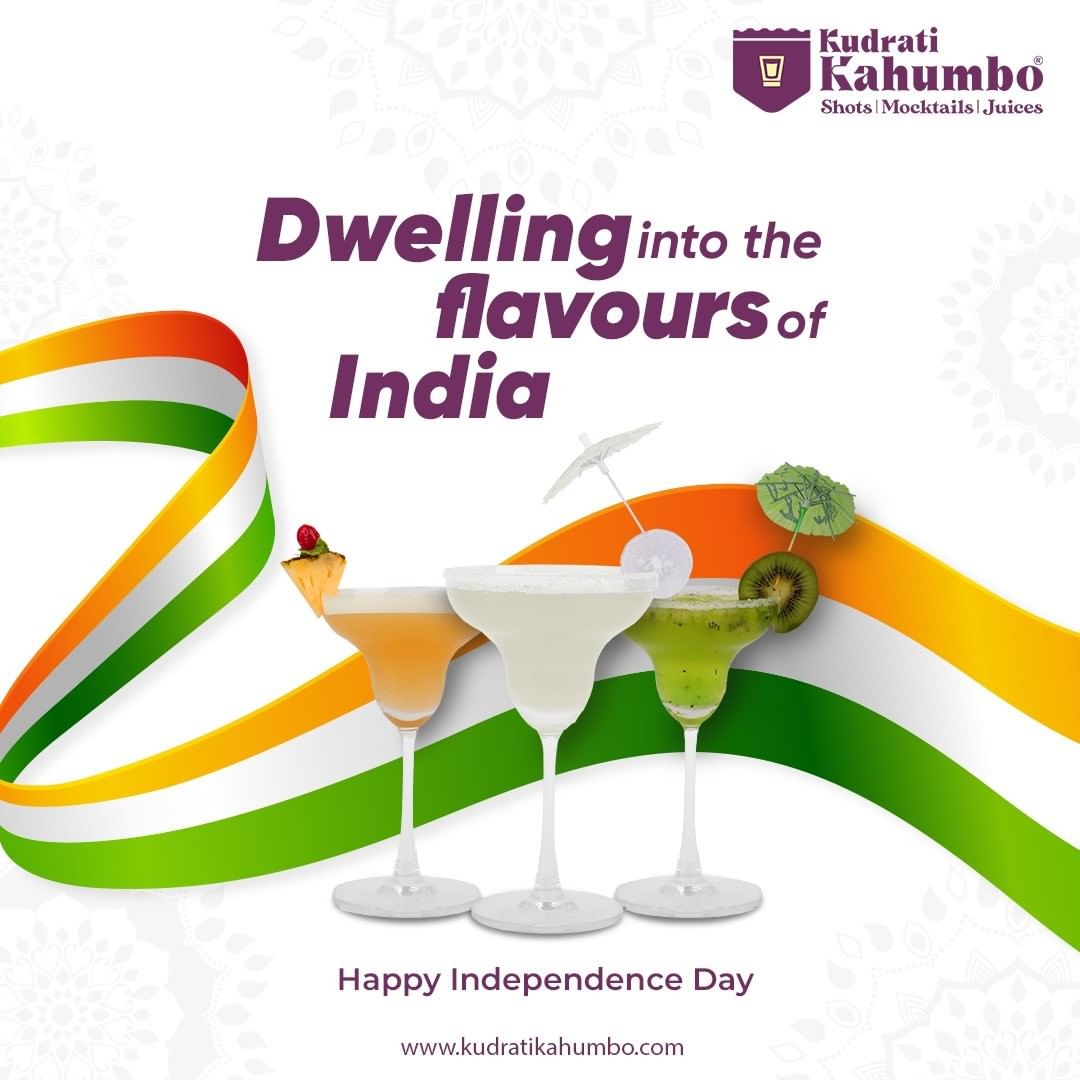 Kudrati
Kahumbo®
Shots|Mocktails|Juices
Dwelling into the
flavours of
India
Happy Independence Day
www.kudratikahumbo.com